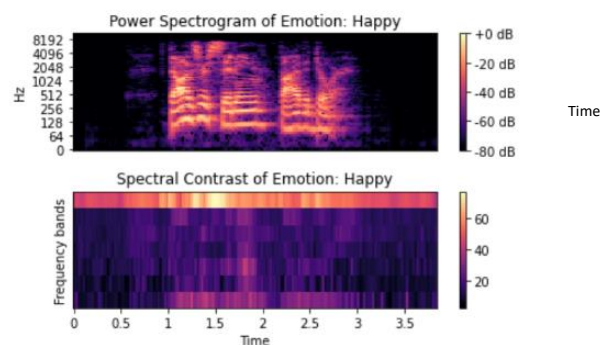 Power Spectrogram of Emotion: Happy
8192
4096
2048
1024
512
256
128
64
0
Hz
+0 dB
-20 dB
-40 dB
-60 dB
-80 dB
Time
Spectral Contrast of Emotion: Happy
Frequency bands
60
40
20
0 0.5 1 1.5 2 2.5 3 3.5
Time